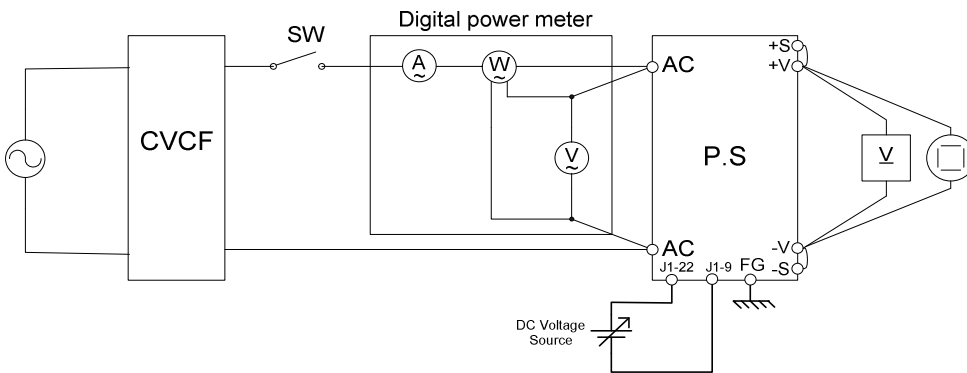 Digital power meter
SW
+S
+V
A
W
AC
CVCF
V
P.S
V
AC
-V
-S
J1-22
J1-9
FG
DC Voltage
Source